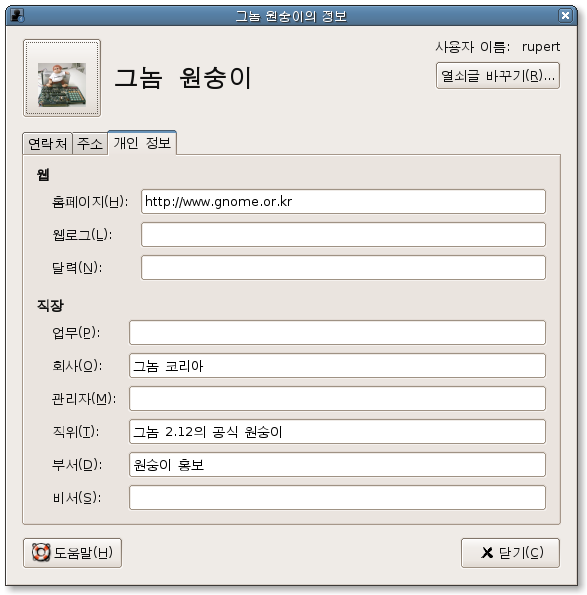 그놈 원숭이의 정보
사용자 이름: rupert
그놈 원숭이
열쇠글 바꾸기(R)...
연락처 주소 개인 정보
웹
홈페이지(H): http://www.gnome.or.kr
웹로그(L):
달력(N):
직장
업무(P):
회사(O): 그놈 코리아
관리자(M):
직위(T): 그놈 2.12의 공식 원숭이
부서(D): 원숭이 홍보
비서(S):
도움말(H) 닫기(C)